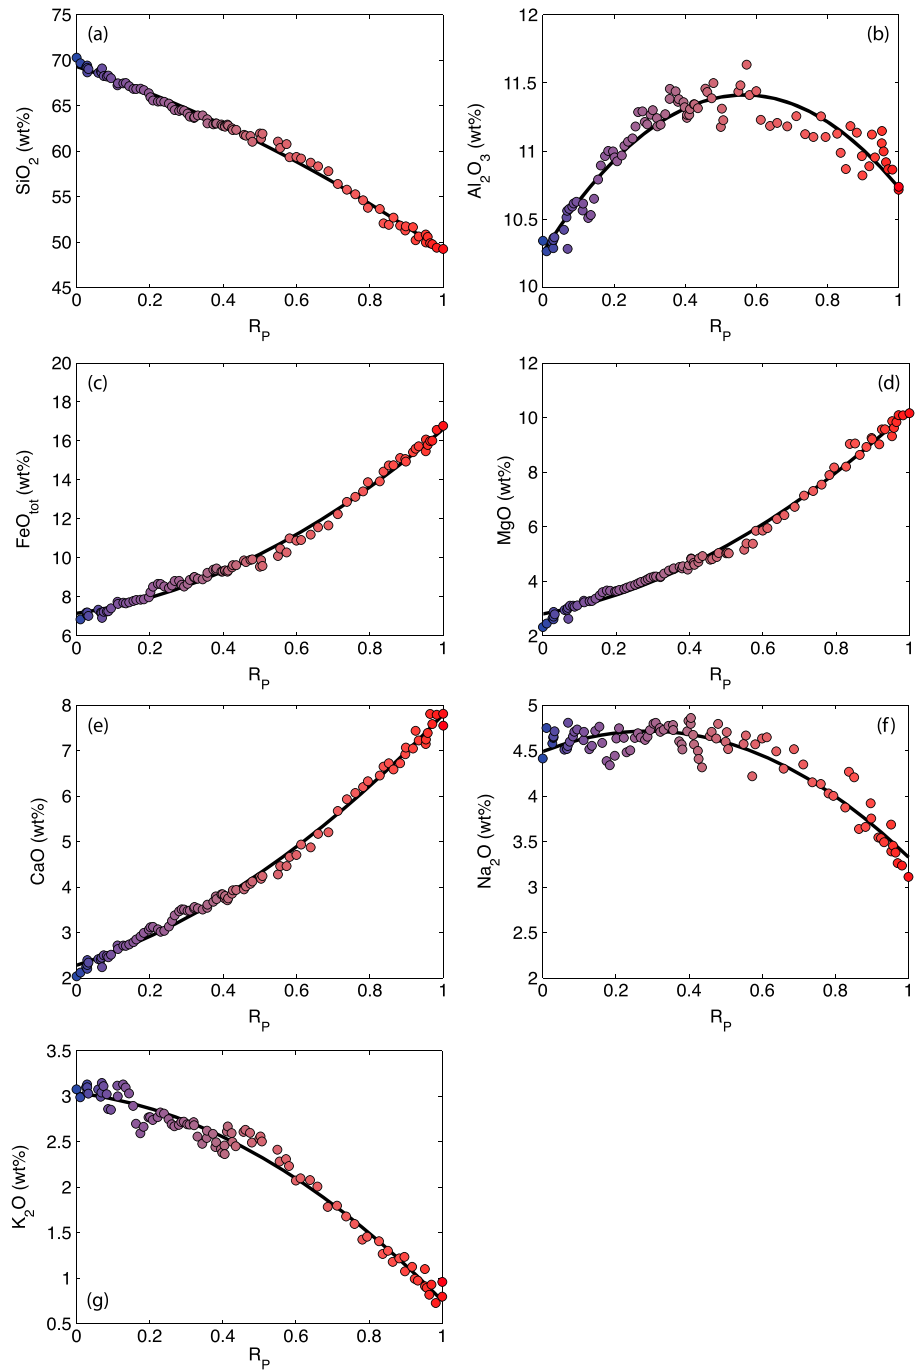 (a)
SiO2 (wt%)
75
70
65
60
55
50
45
0 0.2 0.4 0.6 0.8 1
RP
(b)
Al2O3 (wt%)
12
11.5
11
10.5
10
0 0.2 0.4 0.6 0.8 1
RP
(c)
FeOtot (wt%)
20
18
16
14
12
10
8
6
0 0.2 0.4 0.6 0.8 1
RP
(d)
MgO (wt%)
12
10
8
6
4
2
0 0.2 0.4 0.6 0.8 1
RP
(e)
CaO (wt%)
8
7
6
5
4
3
2
0 0.2 0.4 0.6 0.8 1
RP
(f)
Na2O (wt%)
5
4.5
4
3.5
3
2.5
2
0 0.2 0.4 0.6 0.8 1
RP
K2O (wt%)
3.5
3
2.5
2
1.5
1
0.5
(g)
0 0.2 0.4 0.6 0.8 1
RP